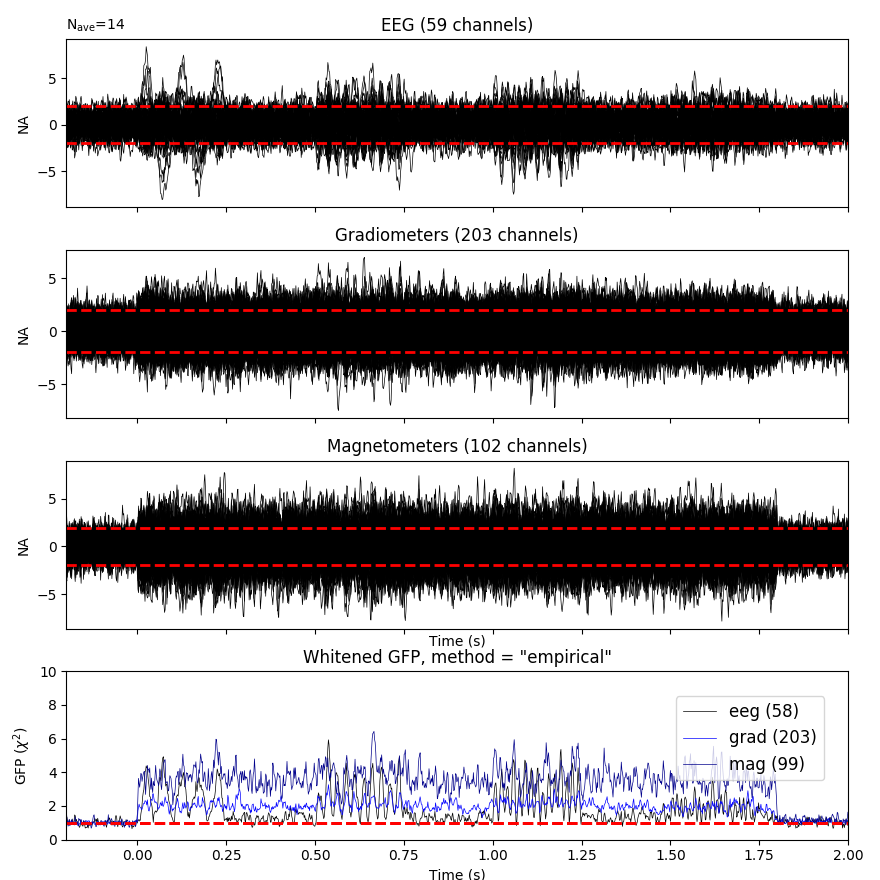 N_ave=14
EEG (59 channels)
NA
5
0
−5
Gradiometers (203 channels)
NA
5
0
−5
Magnetometers (102 channels)
NA
5
0
−5
Time (s)
Whitened GFP, method = "empirical"
GFP (χ²)
10
8
6
4
2
0
eeg (58)
grad (203)
mag (99)
0.00 0.25 0.50 0.75 1.00 1.25 1.50 1.75 2.00
Time (s)